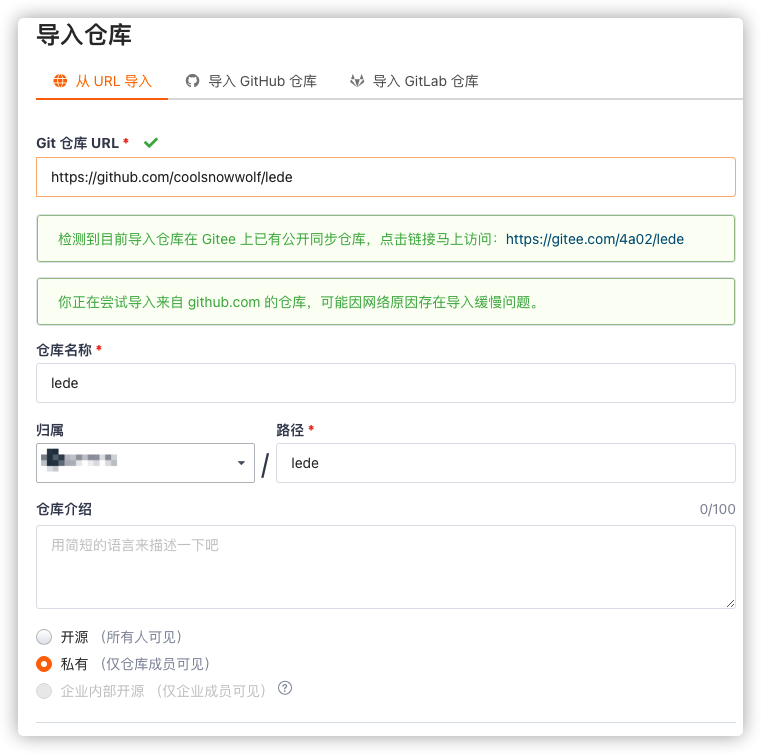 导入仓库
从 URL 导入 导入 GitHub 仓库 导入 GitLab 仓库
Git 仓库 URL *
https://github.com/coolsnowwolf/lede
检测到目前导入仓库在 Gitee 上已有公开同步仓库，点击链接马上访问：https://gitee.com/4a02/lede
你正在尝试导入来自 github.com 的仓库，可能因网络原因存在导入缓慢问题。
仓库名称 *
lede
归属 路径 *
/ lede
仓库介绍 0/100
用简短的语言来描述一下吧
开源 （所有人可见）
私有 （仅仓库成员可见）
企业内部开源 （仅企业成员可见） ?